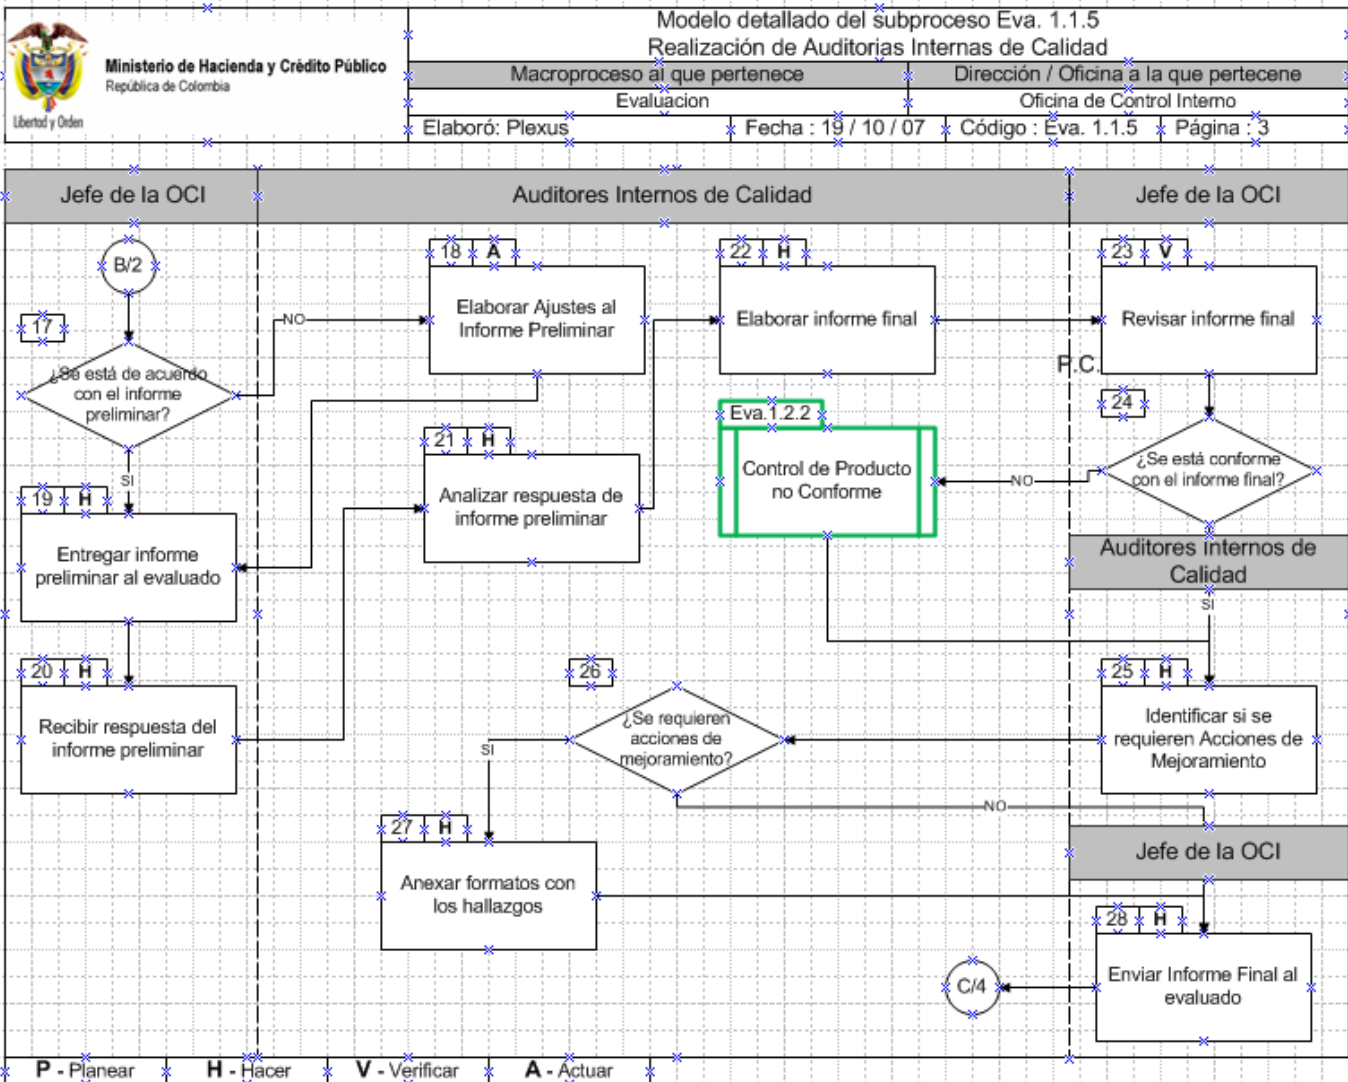 Modelo detallado del subproceso Eva. 1.1.5
Realización de Auditorias Internas de Calidad
Ministerio de Hacienda y Crédito Público
República de Colombia
Libertad y Orden
Macroproceso al que pertenece
Dirección / Oficina a la que pertecene
Evaluacion
Oficina de Control Interno
Elaboró: Plexus
Fecha : 19 / 10 / 07
Código : Eva. 1.1.5
Página : 3
Jefe de la OCI
Auditores Internos de Calidad
Jefe de la OCI
B/2
17
¿Se está de acuerdo
con el informe
preliminar?
NO
SI
18 A
Elaborar Ajustes al
Informe Preliminar
19 H
Entregar informe
preliminar al evaluado
20 H
Recibir respuesta del
informe preliminar
21 H
Analizar respuesta de
informe preliminar
22 H
Elaborar informe final
23 V
Revisar informe final
P.C.
24
¿Se está conforme
con el informe final?
NO
Eva.1.2.2
Control de Producto
no Conforme
Auditores Internos de
Calidad
SI
25 H
Identificar si se
requieren Acciones de
Mejoramiento
26
¿Se requieren
acciones de
mejoramiento?
SI
NO
27 H
Anexar formatos con
los hallazgos
Jefe de la OCI
28 H
Enviar Informe Final al
evaluado
C/4
P - Planear
H - Hacer
V - Verificar
A - Actuar